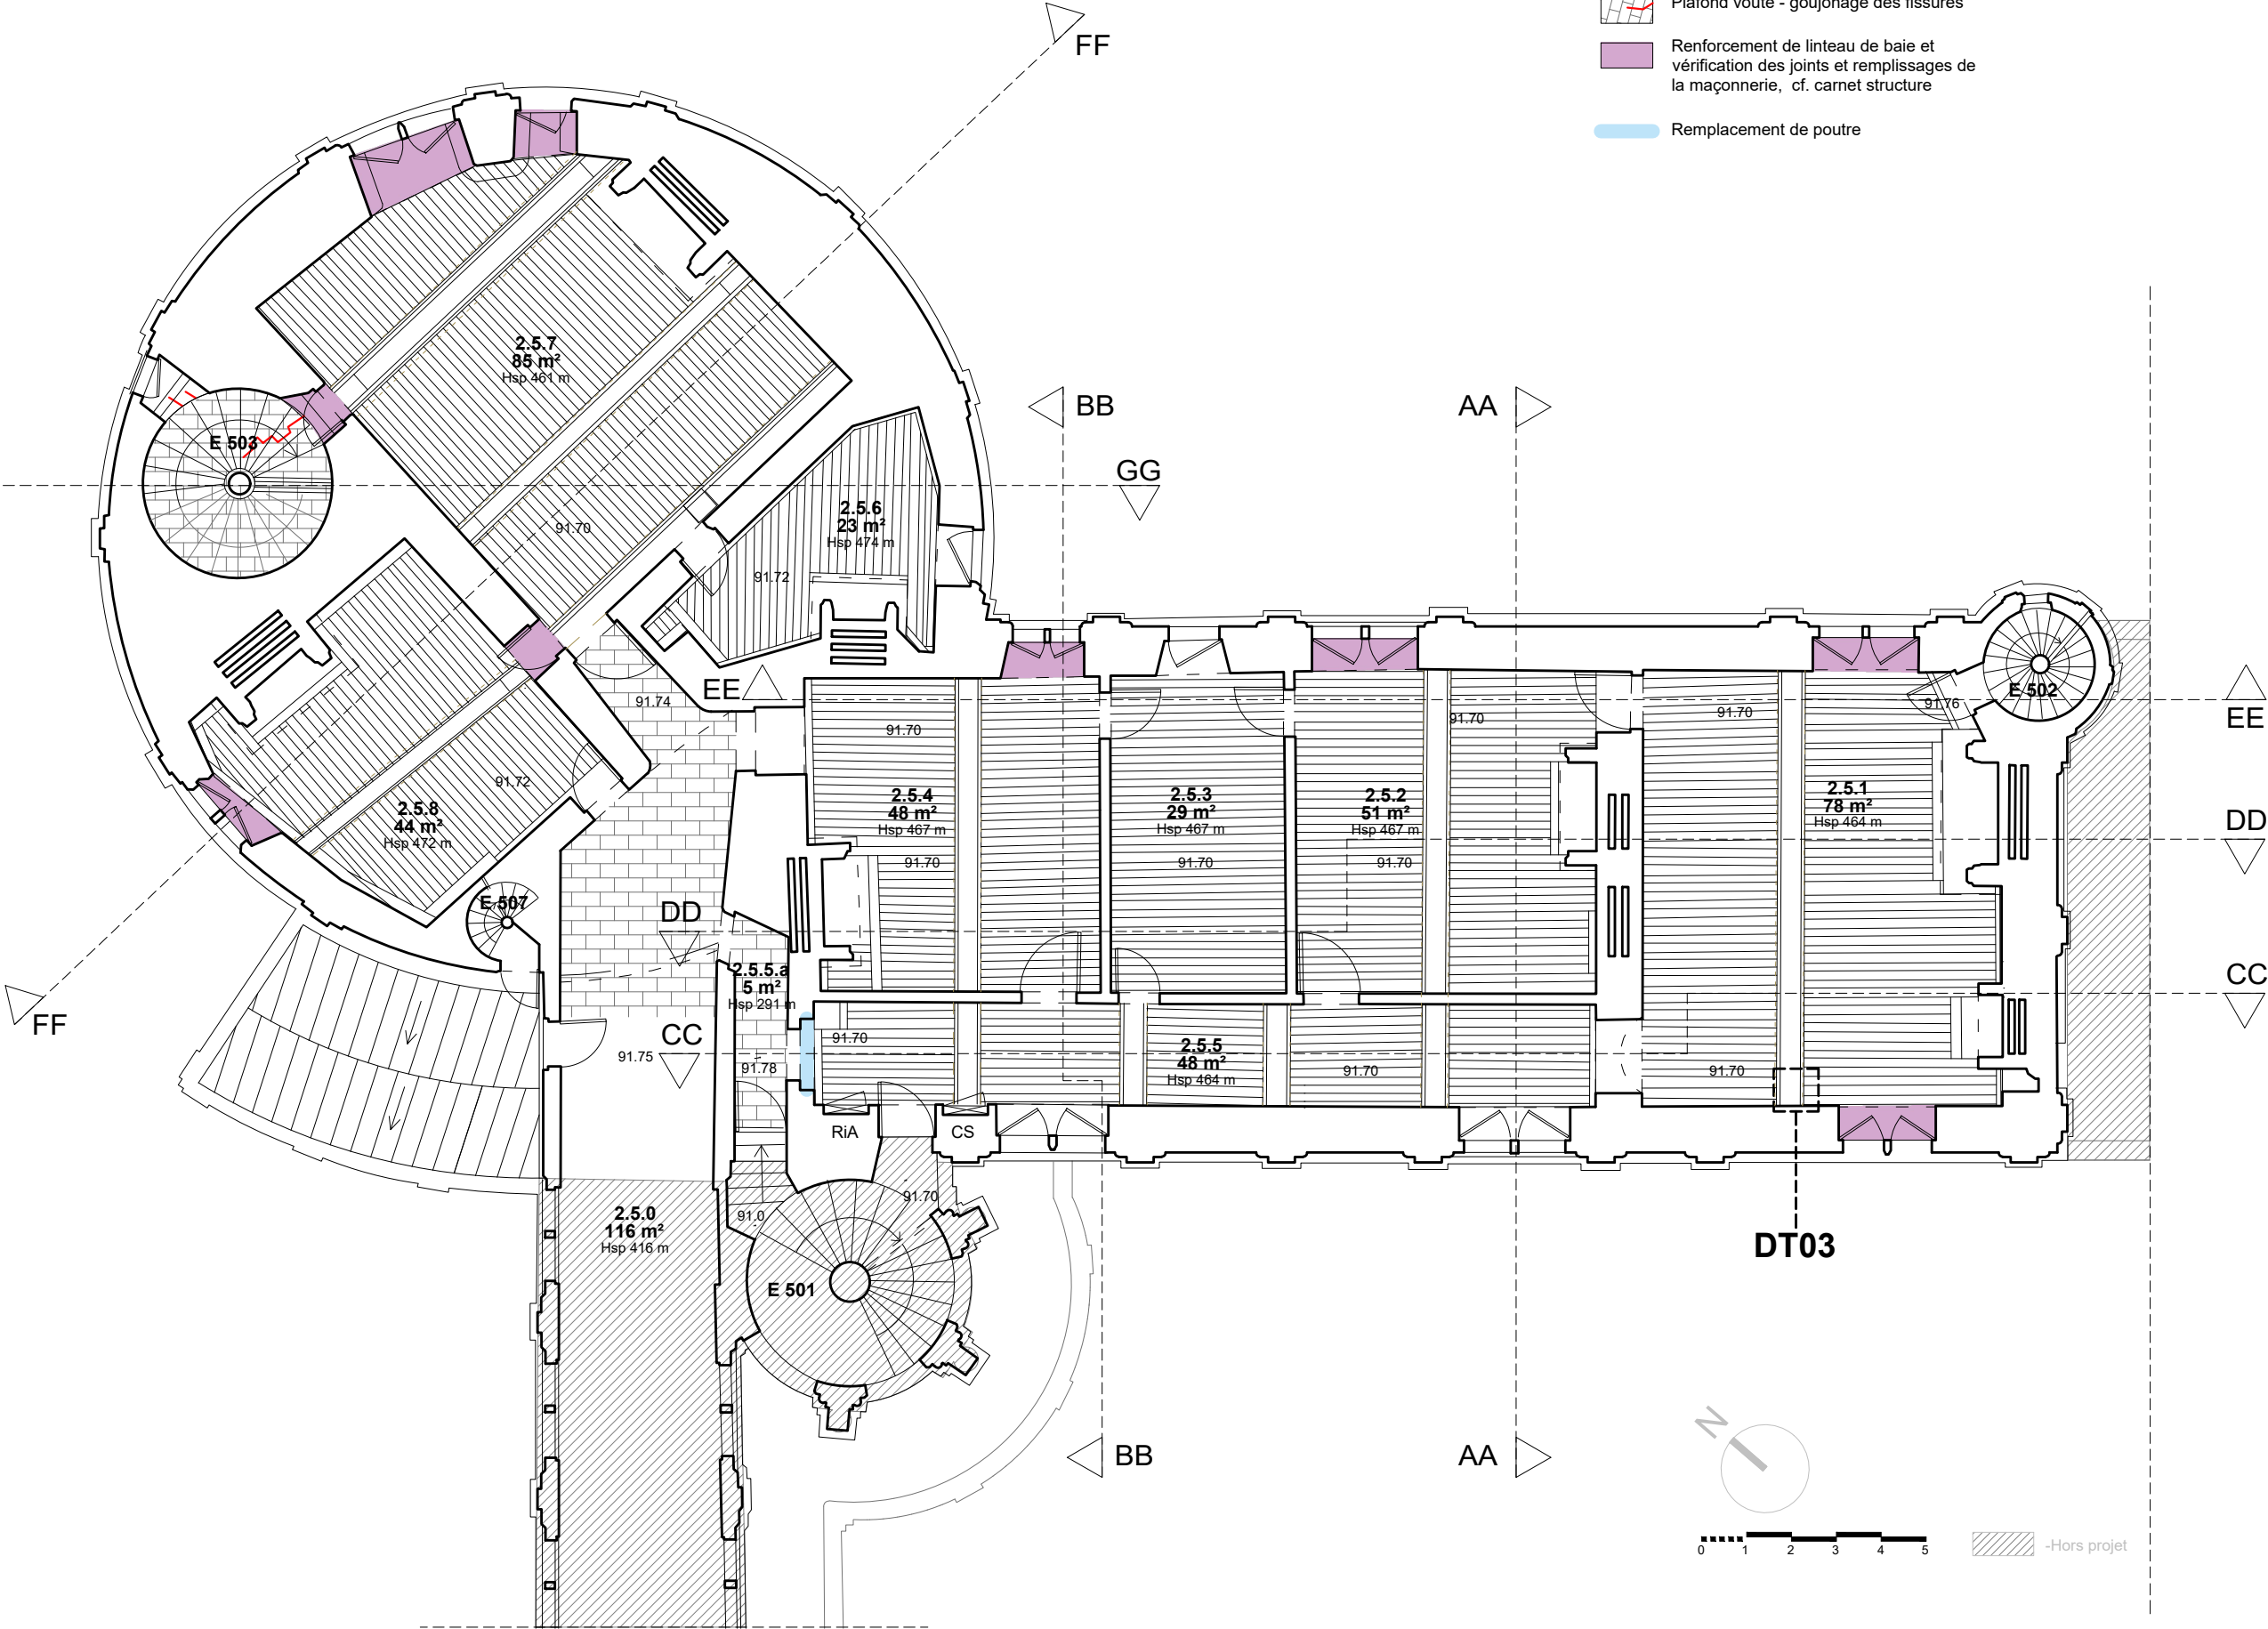 Plafond voûté - goujonage des fissures
Renforcement de linteau de baie et
vérification des joints et remplissages de
la maçonnerie, cf. carnet structure
Remplacement de poutre
FF
BB
AA
GG
2.5.7
85 m²
Hsp 461 m
E 503
91.70
2.5.6
23 m²
Hsp 474 m
91.72
EE
91.74
91.70
91.70
91.70
91.76
E 502
EE
91.72
2.5.8
44 m²
Hsp 472 m
2.5.4
48 m²
Hsp 467 m
91.70
2.5.3
29 m²
Hsp 467 m
91.70
2.5.2
51 m²
Hsp 467 m
91.70
2.5.1
78 m²
Hsp 464 m
DD
E 507
DD
2.5.5.a
5 m²
Hsp 291 m
CC
FF
CC
91.75
91.78
91.70
2.5.5
48 m²
Hsp 464 m
91.70
91.70
RiA
CS
91.70
91.0
2.5.0
116 m²
Hsp 416 m
E 501
DT03
BB
AA
N
0 1 2 3 4 5
-Hors projet